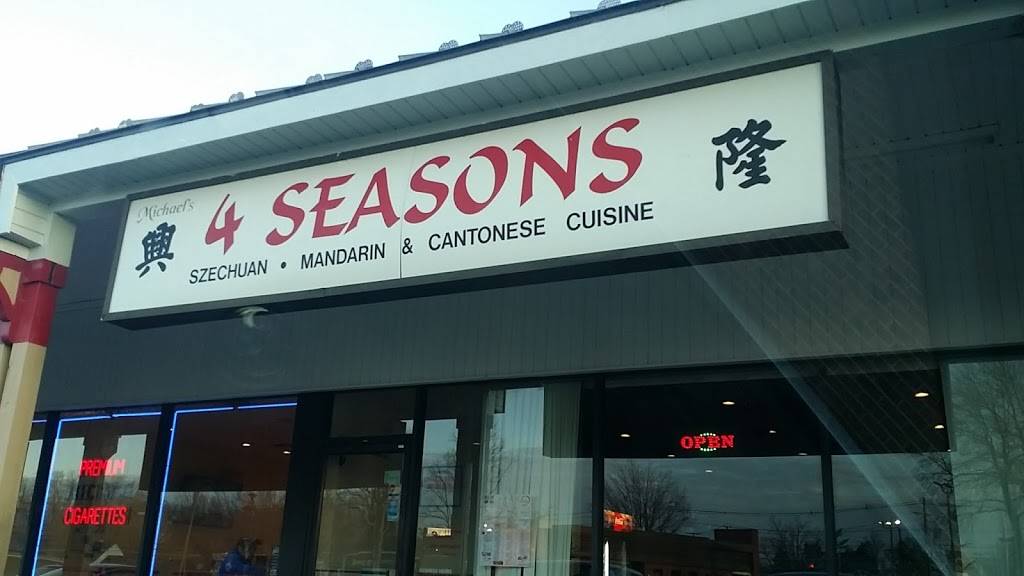 Michael's
興 4 SEASONS 隆
SZECHUAN • MANDARIN & CANTONESE CUISINE
OPEN
PREMIUM
CIGARETTES